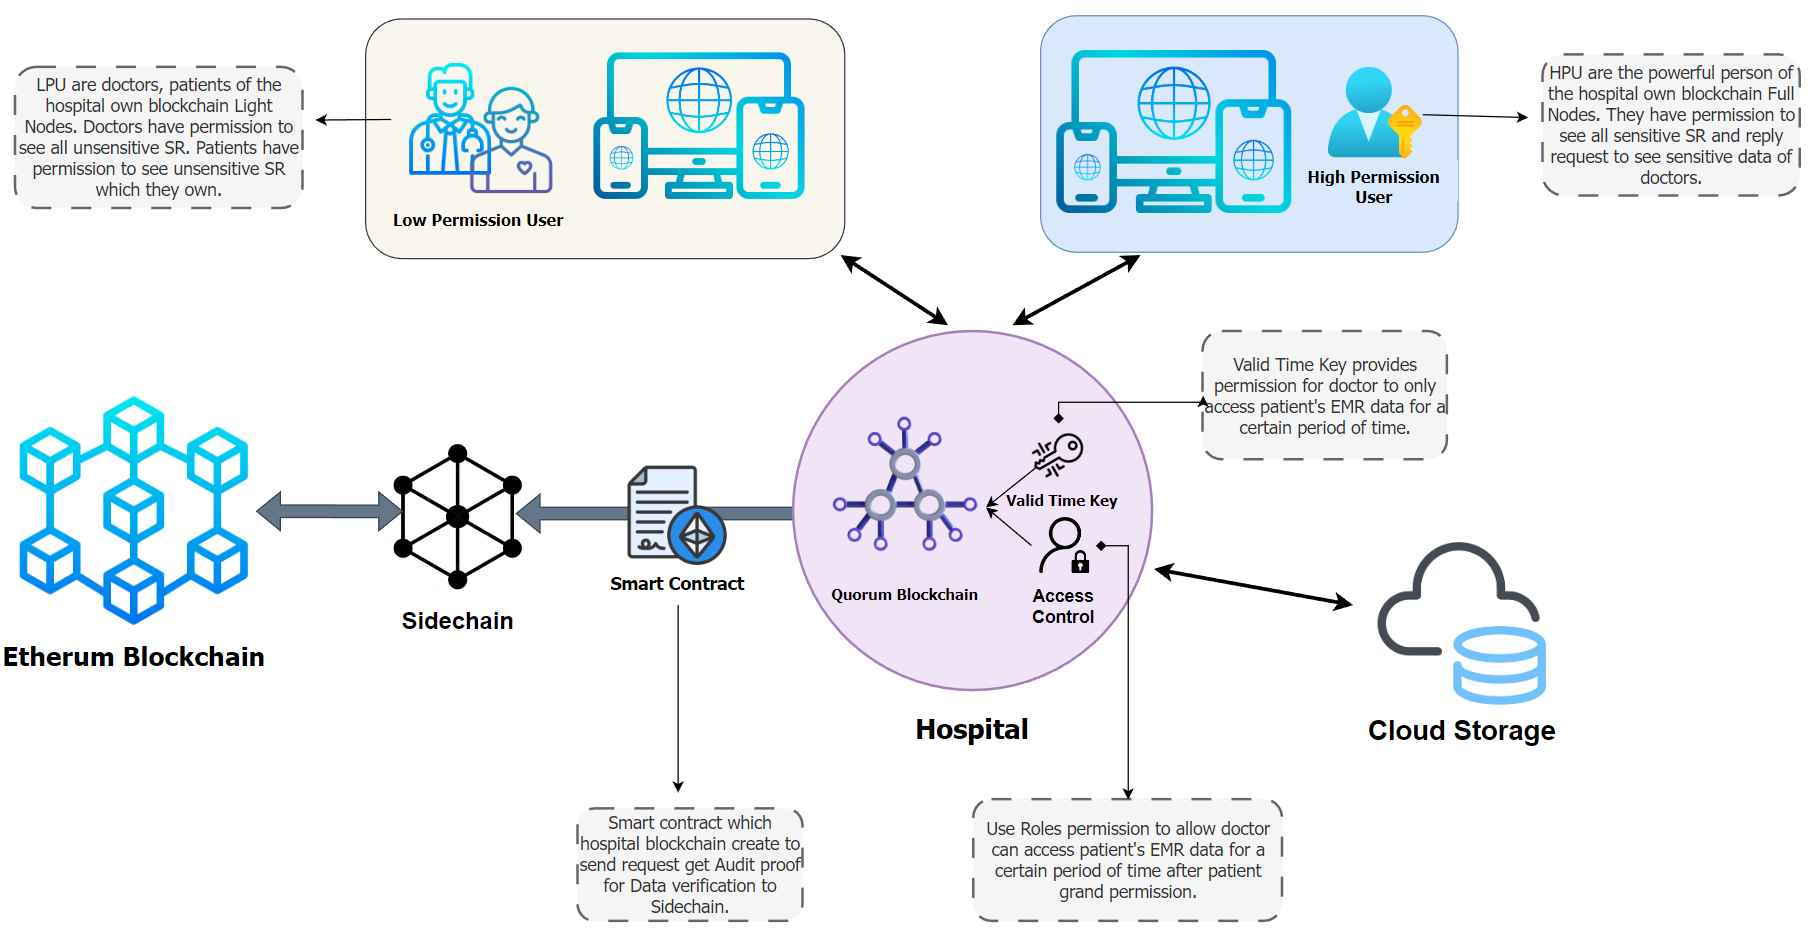 LPU are doctors, patients of the
hospital own blockchain Light
Nodes. Doctors have permission to
see all unsensitive SR. Patients have
permission to see unsensitive SR
which they own.
Low Permission User
High Permission
User
HPU are the powerful person of
the hospital own blockchain Full
Nodes. They have permission to
see all sensitive SR and reply
request to see sensitive data of
doctors.
Valid Time Key provides
permission for doctor to only
access patient's EMR data for a
certain period of time.
Valid Time Key
Quorum Blockchain
Access
Control
Smart Contract
Sidechain
Etherum Blockchain
Hospital
Cloud Storage
Smart contract which
hospital blockchain create to
send request get Audit proof
for Data verification to
Sidechain.
Use Roles permission to allow doctor
can access patient's EMR data for a
certain period of time after patient
grand permission.